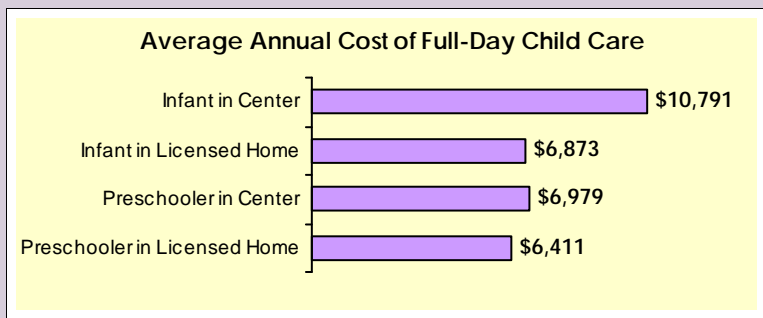 Average Annual Cost of Full-Day Child Care
Infant in Center $10,791
Infant in Licensed Home $6,873
Preschooler in Center $6,979
Preschooler in Licensed Home $6,411